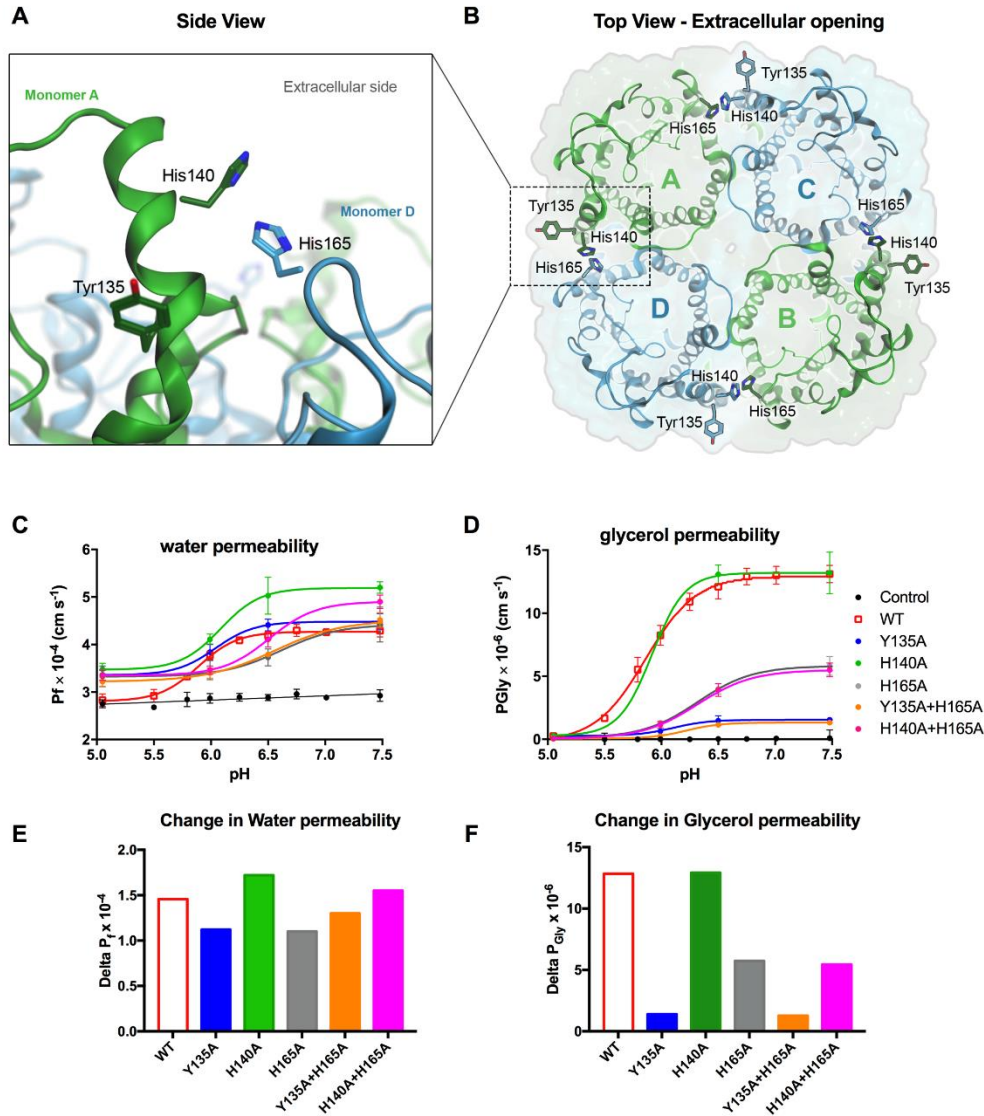 A
Side View
Extracellular side
Monomer A
His140
Monomer D
His165
Tyr135
B
Top View - Extracellular opening
Tyr135
His140
His165
A
C
Tyr135
His140
His165
His165
His140
Tyr135
D
B
His140
Tyr135
His165
C
water permeability
Pf × 10⁻⁴ (cm s⁻¹)
6
5
4
3
2
5.0 5.5 6.0 6.5 7.0 7.5
pH
D
glycerol permeability
PGly × 10⁻⁶ (cm s⁻¹)
15
10
5
0
5.0 5.5 6.0 6.5 7.0 7.5
pH
Control
WT
Y135A
H140A
H165A
Y135A+H165A
H140A+H165A
E
Change in Water permeability
Delta Pf x 10⁻⁴
2.0
1.5
1.0
0.5
0.0
WT
Y135A
H140A
H165A
Y135A+H165A
H140A+H165A
F
Change in Glycerol permeability
Delta PGly x 10⁻⁶
15
10
5
0
WT
Y135A
H140A
H165A
Y135A+H165A
H140A+H165A